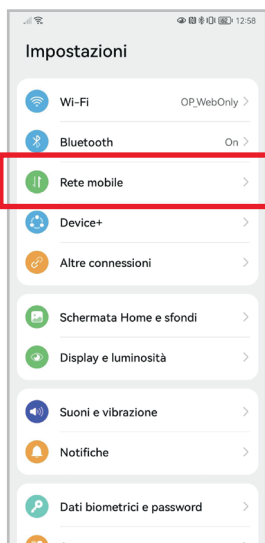 12:58
Impostazioni
Wi-Fi OP_WebOnly
Bluetooth On
Rete mobile
Device+
Altre connessioni
Schermata Home e sfondi
Display e luminosità
Suoni e vibrazione
Notifiche
Dati biometrici e password